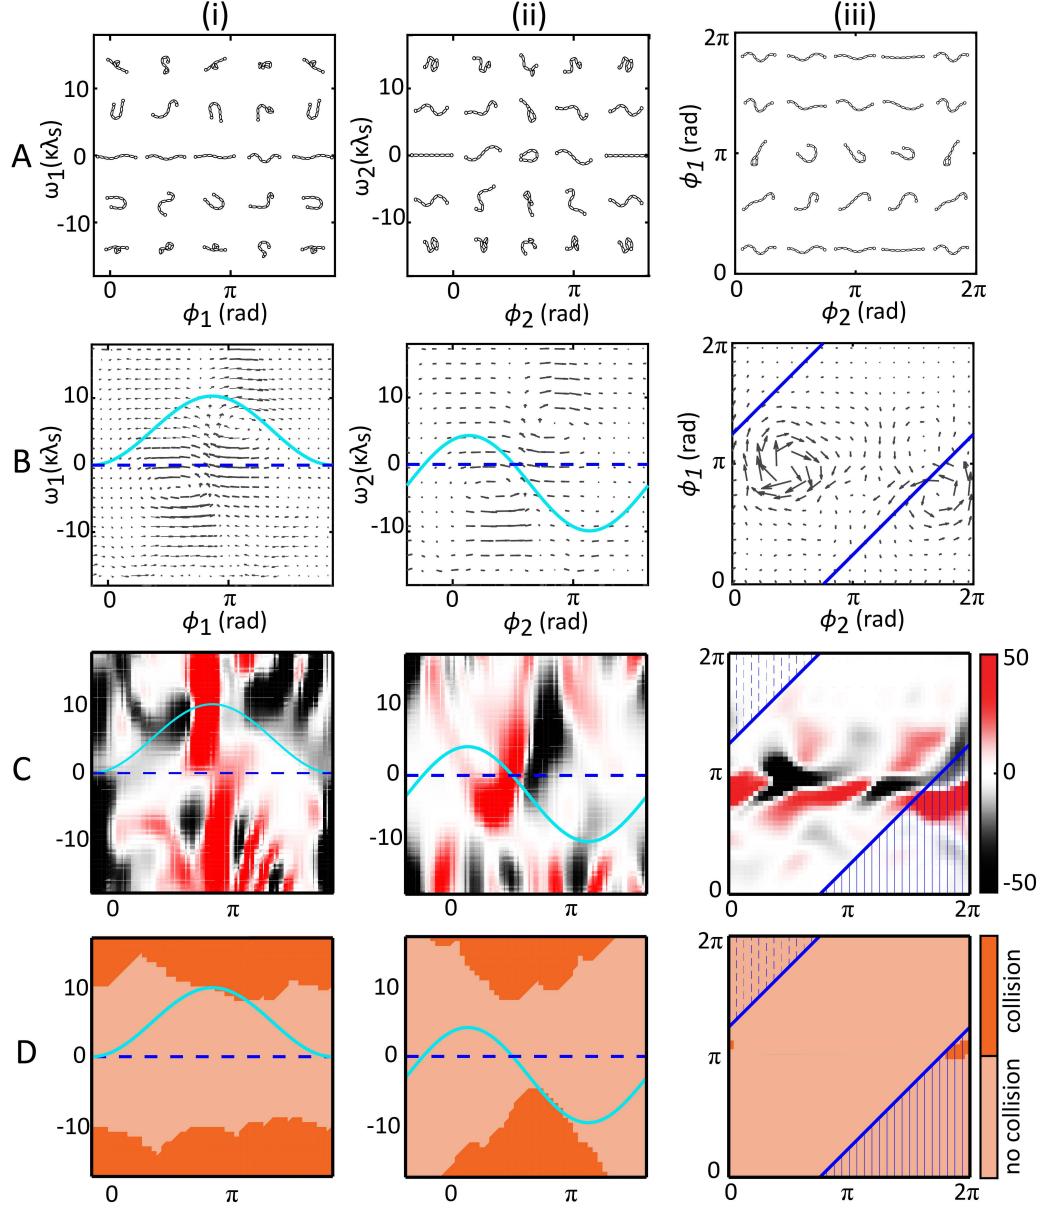 (i) (ii) (iii)
A
ω1(κλs)
10
0
-10
0 π
ϕ1 (rad)
ω2(κλs)
10
0
-10
0 π
ϕ2 (rad)
ϕ1 (rad)
2π
π
0
0 π 2π
ϕ2 (rad)
B
ω1(κλs)
10
0
-10
0 π
ϕ1 (rad)
ω2(κλs)
10
0
-10
0 π
ϕ2 (rad)
ϕ1 (rad)
2π
π
0
0 π 2π
ϕ2 (rad)
C
10
0
-10
0 π
10
0
-10
0 π
2π
π
0
0 π 2π
50
0
-50
D
10
0
-10
0 π
10
0
-10
0 π
2π
π
0
0 π 2π
collision
no collision